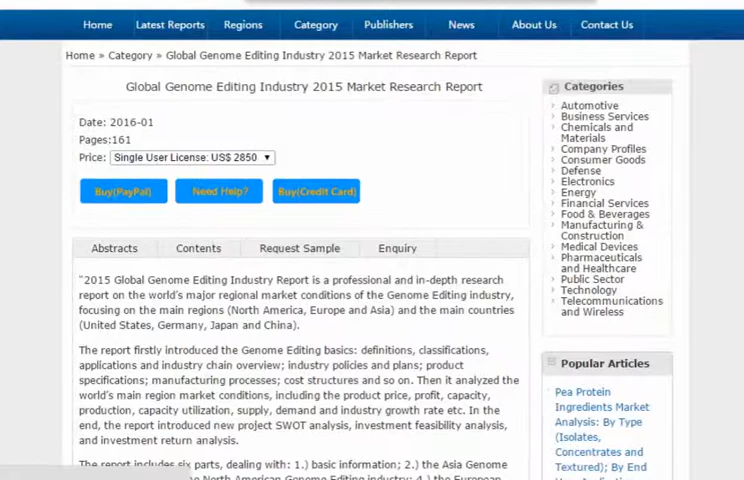 Home Latest Reports Regions Category Publishers News About Us Contact Us
Home » Category » Global Genome Editing Industry 2015 Market Research Report
Global Genome Editing Industry 2015 Market Research Report
Date: 2016-01
Pages:161
Price: Single User License: US$ 2850
Buy(PayPal) Need Help? Buy(Credit Card)
Abstracts Contents Request Sample Enquiry
"2015 Global Genome Editing Industry Report is a professional and in-depth research
report on the world's major regional market conditions of the Genome Editing industry,
focusing on the main regions (North America, Europe and Asia) and the main countries
(United States, Germany, Japan and China).
The report firstly introduced the Genome Editing basics: definitions, classifications,
applications and industry chain overview; industry policies and plans; product
specifications; manufacturing processes; cost structures and so on. Then it analyzed the
world's main region market conditions, including the product price, profit, capacity,
production, capacity utilization, supply, demand and industry growth rate etc. In the
end, the report introduced new project SWOT analysis, investment feasibility analysis,
and investment return analysis.
The report includes six parts, dealing with: 1.) basic information; 2.) the Asia Genome
North American Genome Editing industry; 4.) the European
Categories
Automotive
Business Services
Chemicals and
Materials
Company Profiles
Consumer Goods
Defense
Electronics
Energy
Financial Services
Food & Beverages
Manufacturing &
Construction
Medical Devices
Pharmaceuticals
and Healthcare
Public Sector
Technology
Telecommunications
and Wireless
Popular Articles
Pea Protein
Ingredients Market
Analysis: By Type
(Isolates,
Concentrates and
Textured); By End